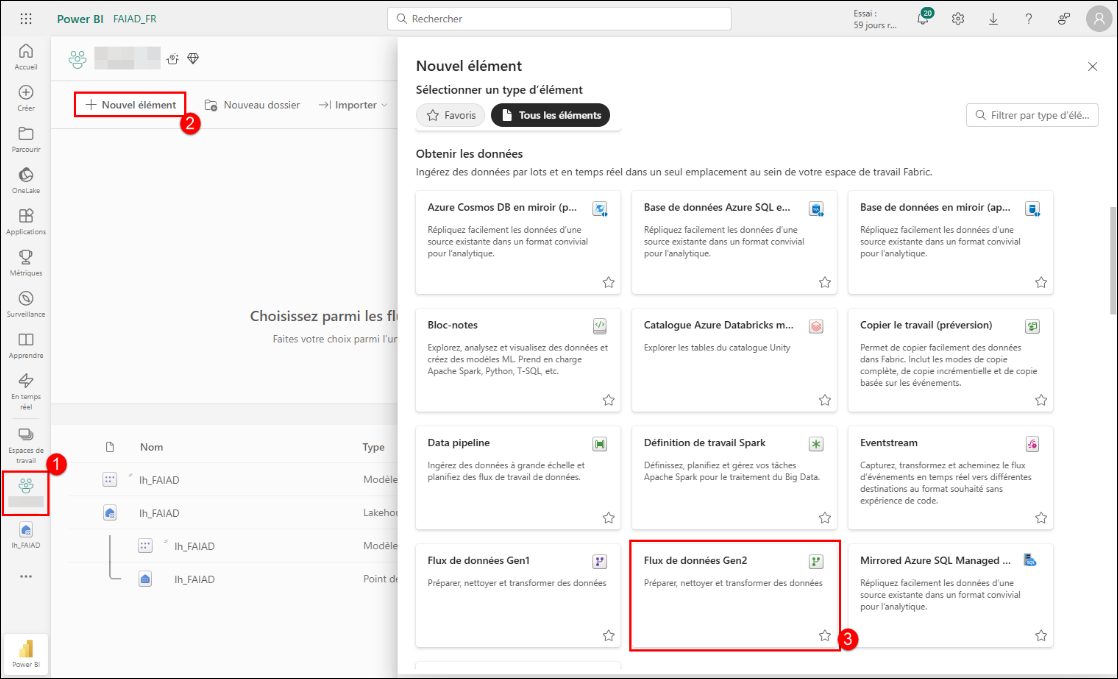 Power BI FAIAD_FR
Rechercher
Essai :
59 jours r...
20
Accueil
Créer
Parcourir
OneLake
Applications
Métriques
Surveillance
Apprendre
En temps
réel
Espaces de
travail
1
lh_FAIAD
Power BI
Nouvel élément
2
Nouveau dossier
Importer
Choisissez parmi les fl
Faites votre choix parmi l'un
Nom
Type
lh_FAIAD
Modèle
lh_FAIAD
Lakeho
lh_FAIAD
Modèle
lh_FAIAD
Point de
Nouvel élément
Sélectionner un type d'élément
Favoris
Tous les éléments
Filtrer par type d'élé...
Obtenir les données
Ingérez des données par lots et en temps réel dans un seul emplacement au sein de votre espace de travail Fabric.
Azure Cosmos DB en miroir (p...
Répliquez facilement les données d'une
source existante dans un format convivial
pour l'analytique.
Base de données Azure SQL e...
Répliquez facilement les données d'une
source existante dans un format convivial
pour l'analytique.
Base de données en miroir (ap...
Répliquez facilement les données d'une
source existante dans un format convivial
pour l'analytique.
Bloc-notes
Explorez, analysez et visualisez des données et
créez des modèles ML. Prend en charge
Apache Spark, Python, T-SQL, etc.
Catalogue Azure Databricks m...
Explorer les tables du catalogue Unity
Copier le travail (préversion)
Permet de copier facilement des données
dans Fabric. Inclut les modes de copie
complète, de copie incrémentielle et de copie
basée sur les événements.
Data pipeline
Ingérez des données à grande échelle et
planifiez des flux de travail de données.
Définition de travail Spark
Définissez, planifiez et gérez vos tâches
Apache Spark pour le traitement du Big Data.
Eventstream
Capturez, transformez et acheminez le flux
d'événements en temps réel vers différentes
destinations au format souhaité sans
expérience de code.
Flux de données Gen1
Préparer, nettoyer et transformer des données
Flux de données Gen2
Préparer, nettoyer et transformer des données
3
Mirrored Azure SQL Managed ...
Répliquez facilement les données d'une
source existante dans un format convivial
pour l'analytique.